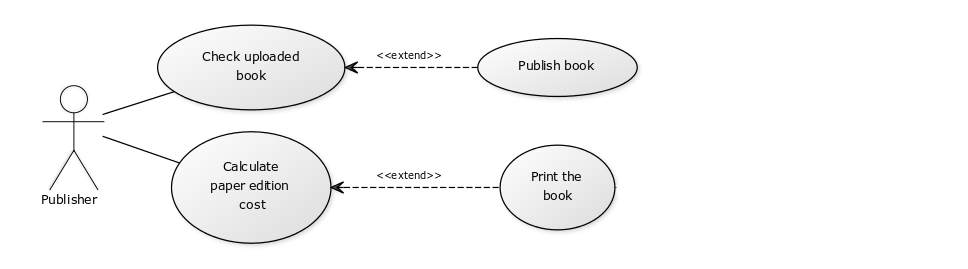 Check uploaded
book
<<extend>>
Publish book
Publisher
Calculate
paper edition
cost
<<extend>>
Print the
book